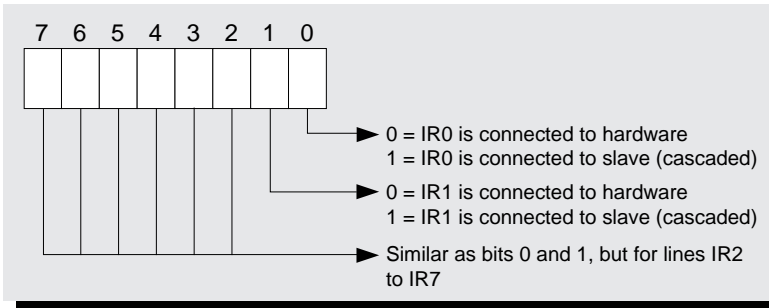 7 6 5 4 3 2 1 0
0 = IR0 is connected to hardware
1 = IR0 is connected to slave (cascaded)
0 = IR1 is connected to hardware
1 = IR1 is connected to slave (cascaded)
Similar as bits 0 and 1, but for lines IR2
to IR7